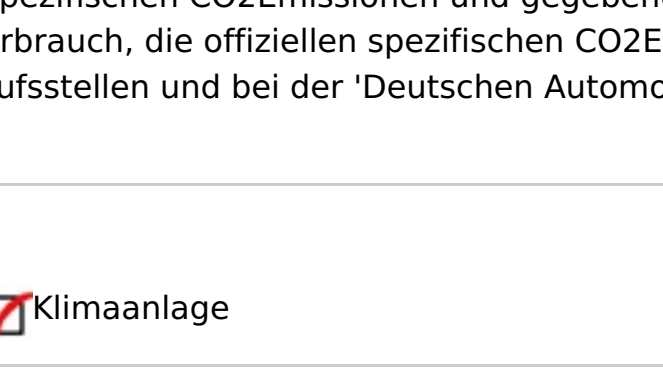 pezifischen CO2Emissionen und gegeben
rbrauch, die offiziellen spezifischen CO2E
ufsstellen und bei der 'Deutschen Automo
Klimaanlage